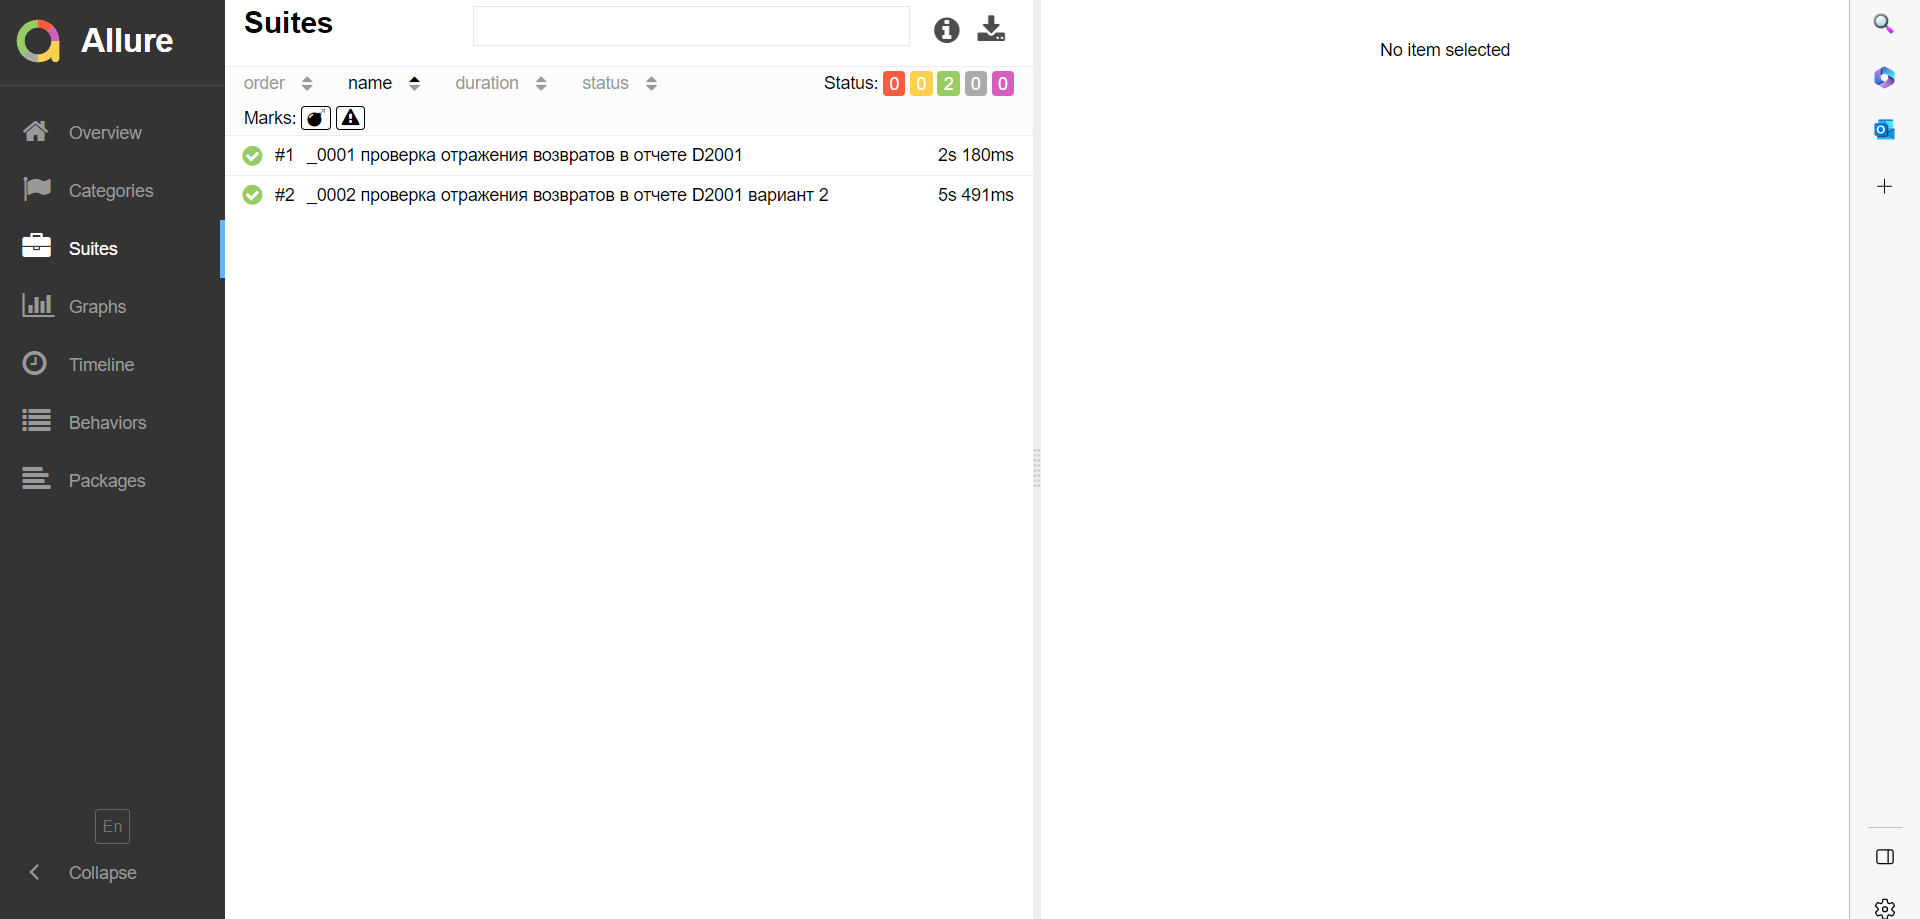 Allure
Overview
Categories
Suites
Graphs
Timeline
Behaviors
Packages
En
Collapse
Suites
order name duration status Status: 0 0 2 0 0
Marks:
#1 _0001 проверка отражения возвратов в отчете D2001 2s 180ms
#2 _0002 проверка отражения возвратов в отчете D2001 вариант 2 5s 491ms
No item selected